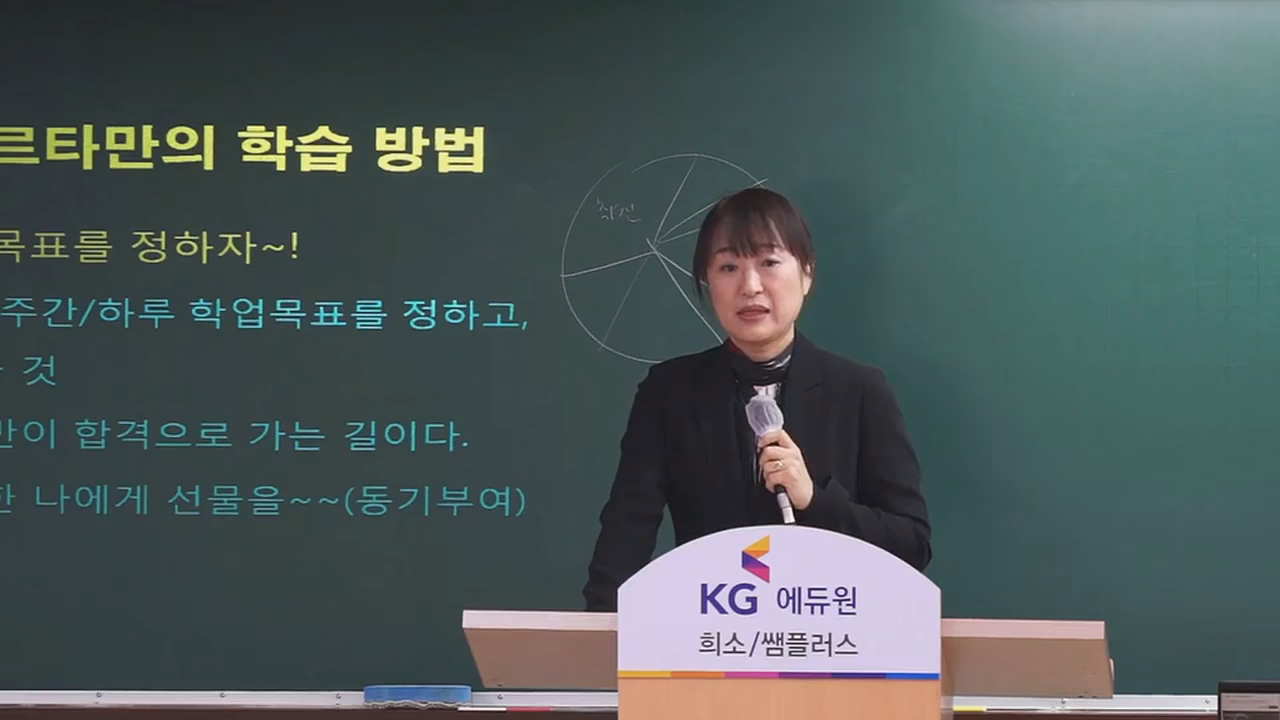 르타만의 학습 방법
목표를 정하자~!
주간/하루 학업목표를 정하고,
것
만이 합격으로 가는 길이다.
한 나에게 선물을~~(동기부여)
KG 에듀원
희소/쌤플러스